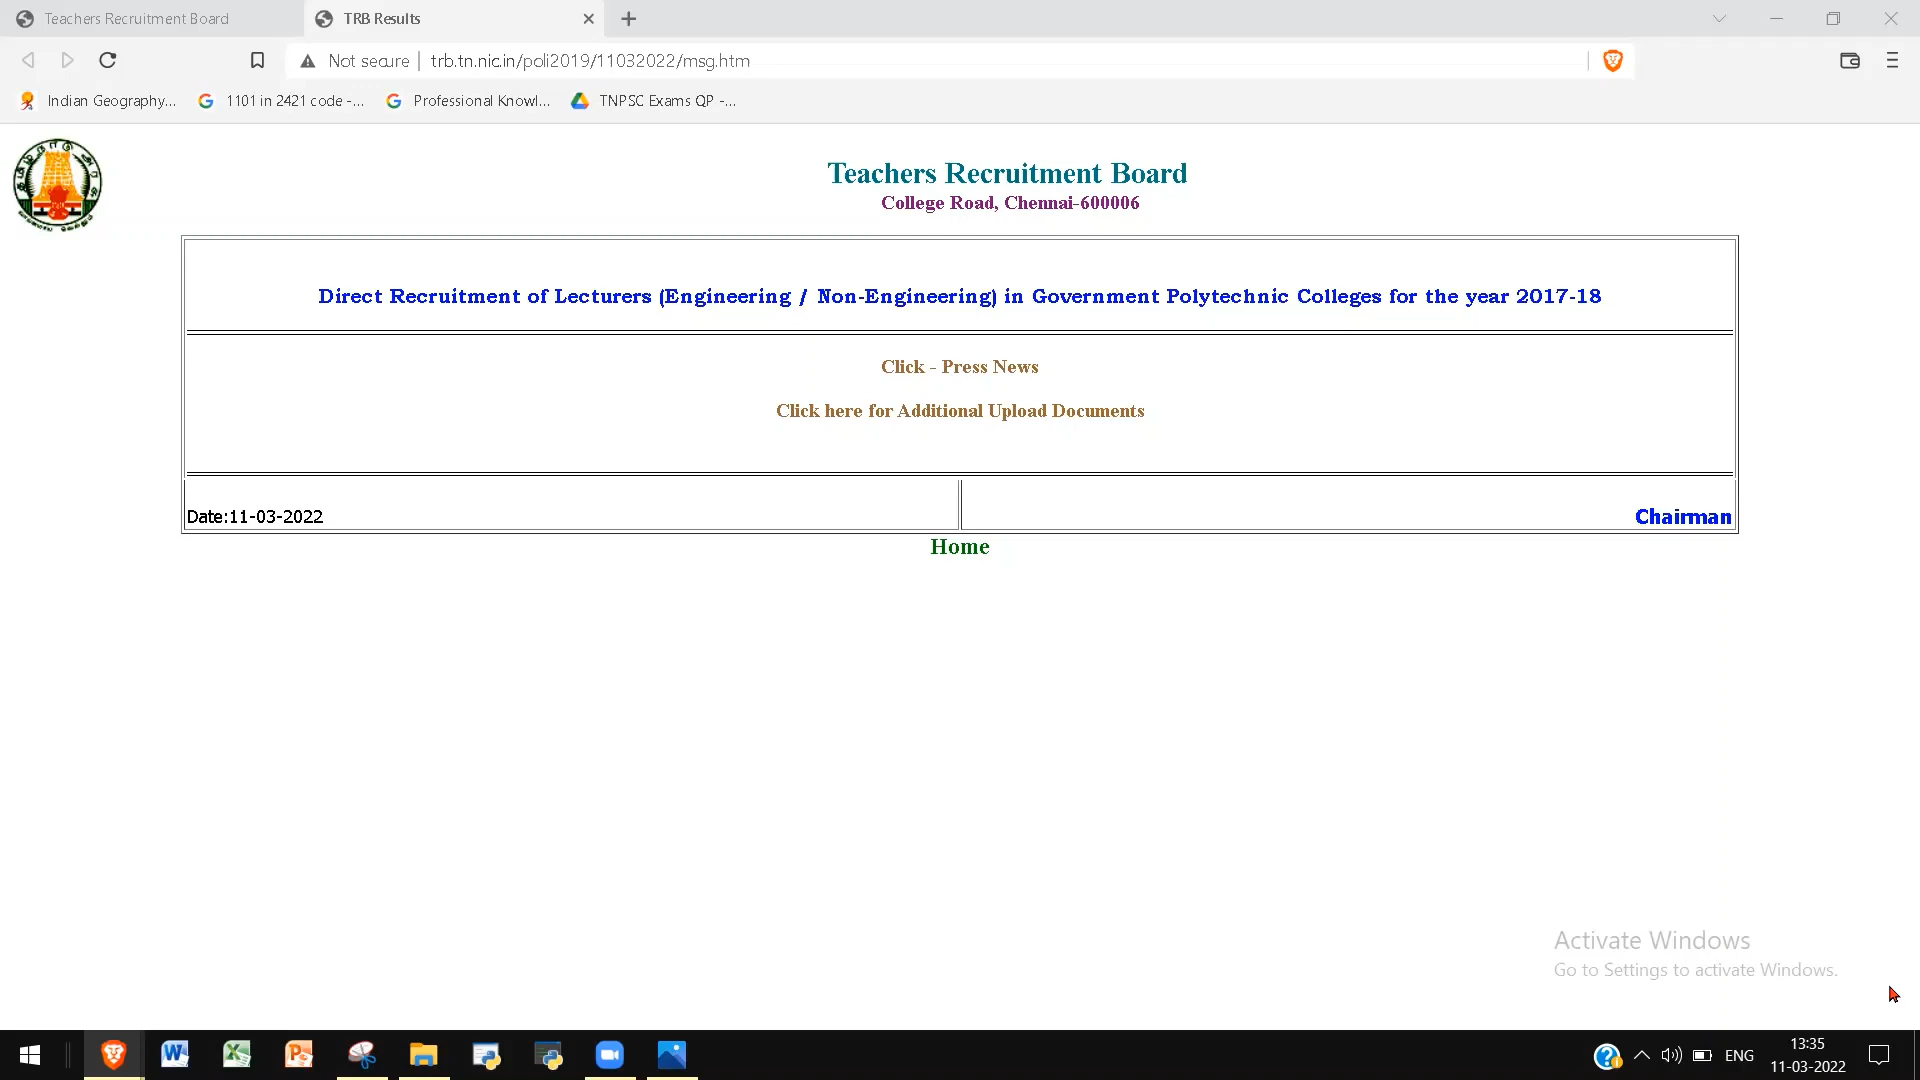 Teachers Recruitment Board
TRB Results
Not secure
trb.tn.nic.in/poli2019/11032022/msg.htm
Indian Geography...
1101 in 2421 code -...
Professional Knowl...
TNPSC Exams QP -...
Teachers Recruitment Board
College Road, Chennai-600006
Direct Recruitment of Lecturers (Engineering / Non-Engineering) in Government Polytechnic Colleges for the year 2017-18
Click - Press News
Click here for Additional Upload Documents
Date:11-03-2022
Chairman
Home
Activate Windows
Go to Settings to activate Windows.
ENG
13:35
11-03-2022